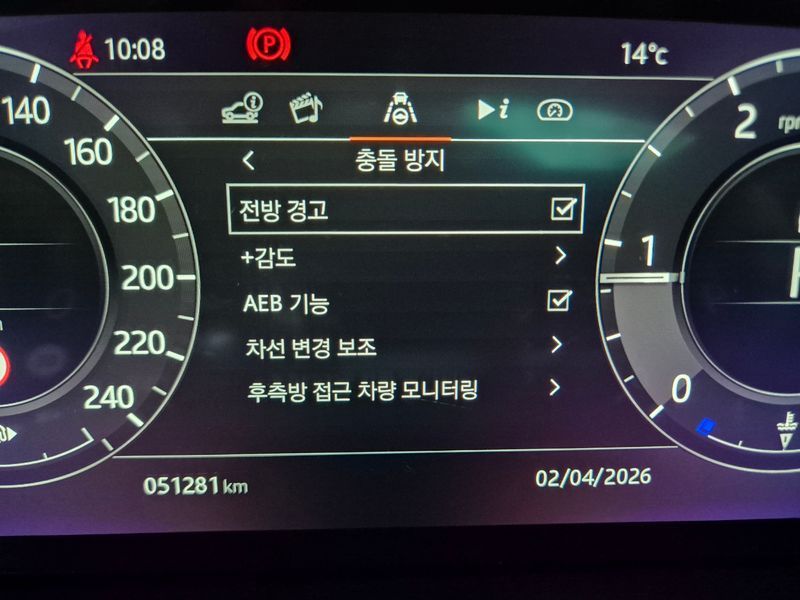 10:08
P
14°c
140
160
180
200
220
240
2
rpm
1
0
충돌 방지
전방 경고
+감도
AEB 기능
차선 변경 보조
후측방 접근 차량 모니터링
051281 km
02/04/2026